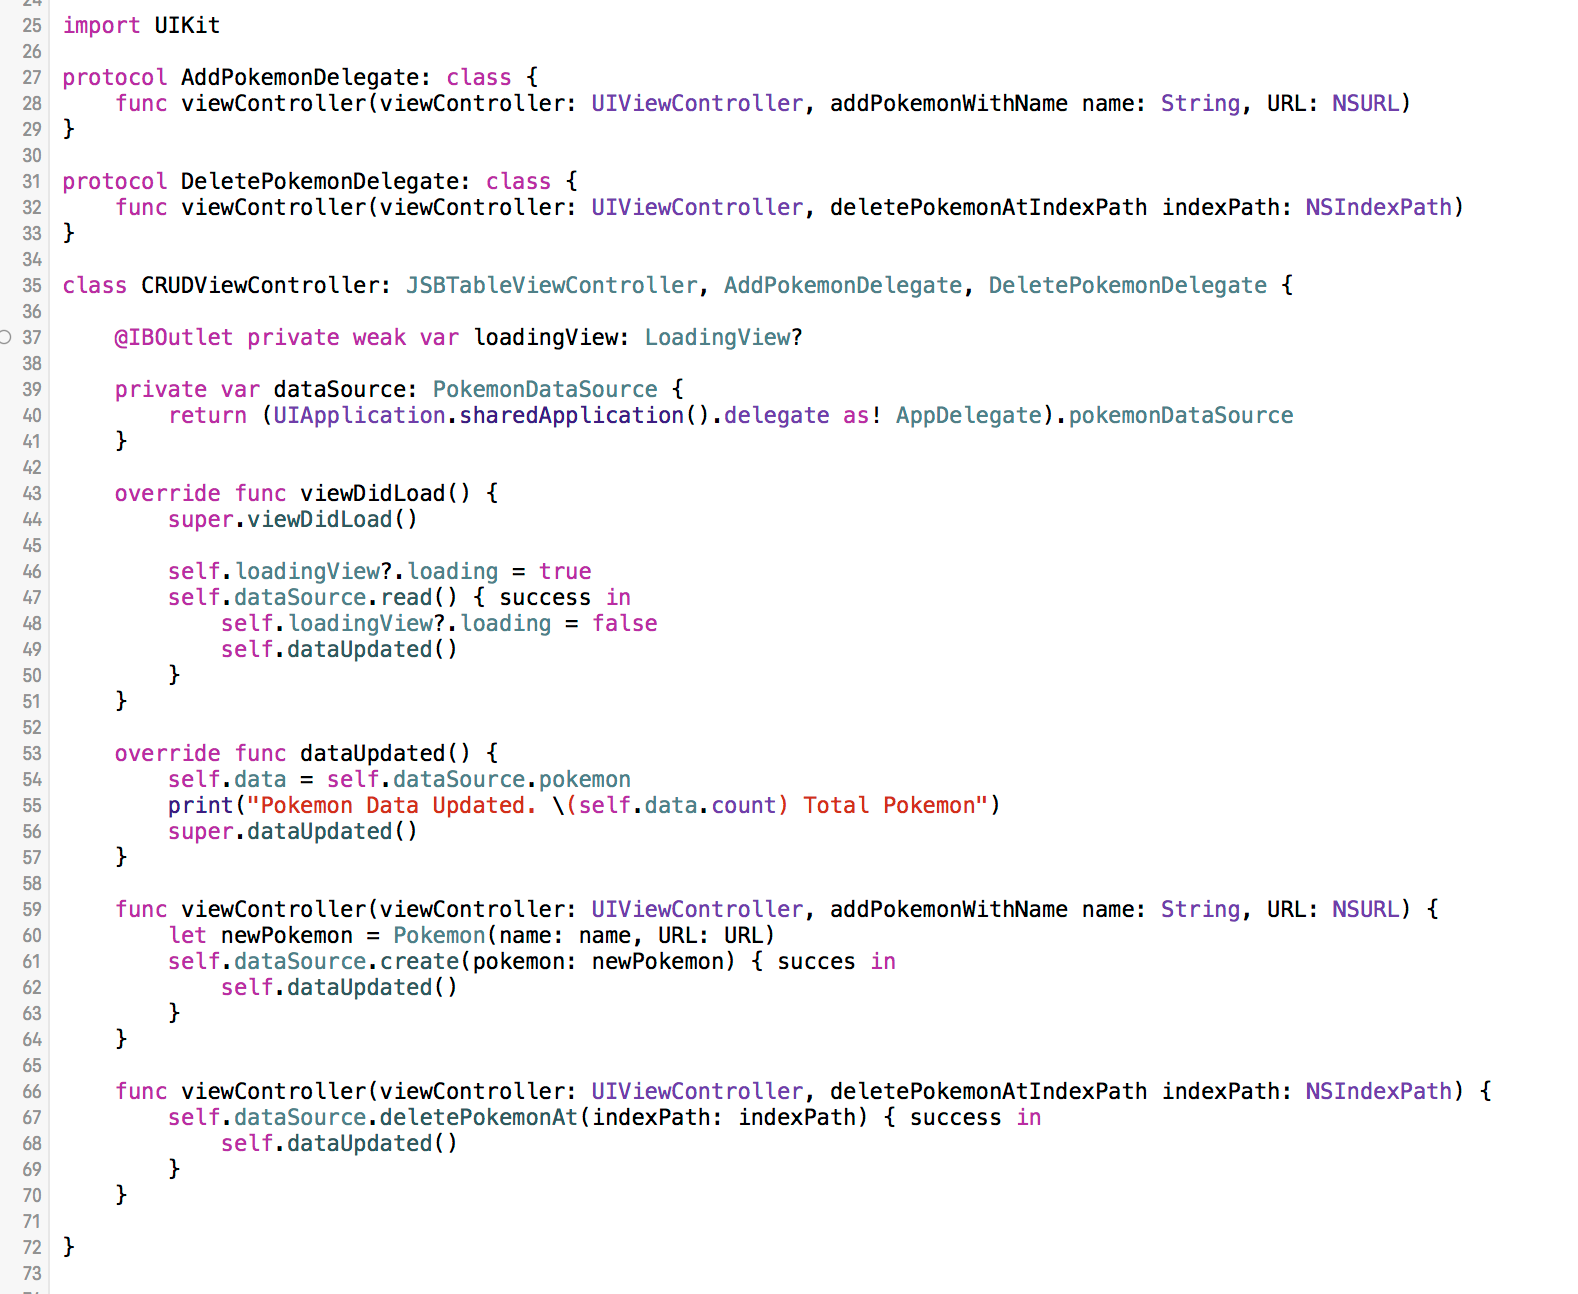 24
25 import UIKit
26
27 protocol AddPokemonDelegate: class {
28     func viewController(viewController: UIViewController, addPokemonWithName name: String, URL: NSURL)
29 }
30
31 protocol DeletePokemonDelegate: class {
32     func viewController(viewController: UIViewController, deletePokemonAtIndexPath indexPath: NSIndexPath)
33 }
34
35 class CRUDViewController: JSBTableViewController, AddPokemonDelegate, DeletePokemonDelegate {
36
37     @IBOutlet private weak var loadingView: LoadingView?
38
39     private var dataSource: PokemonDataSource {
40         return (UIApplication.sharedApplication().delegate as! AppDelegate).pokemonDataSource
41     }
42
43     override func viewDidLoad() {
44         super.viewDidLoad()
45
46         self.loadingView?.loading = true
47         self.dataSource.read() { success in
48             self.loadingView?.loading = false
49             self.dataUpdated()
50         }
51     }
52
53     override func dataUpdated() {
54         self.data = self.dataSource.pokemon
55         print("Pokemon Data Updated. \(self.data.count) Total Pokemon")
56         super.dataUpdated()
57     }
58
59     func viewController(viewController: UIViewController, addPokemonWithName name: String, URL: NSURL) {
60         let newPokemon = Pokemon(name: name, URL: URL)
61         self.dataSource.create(pokemon: newPokemon) { succes in
62             self.dataUpdated()
63         }
64     }
65
66     func viewController(viewController: UIViewController, deletePokemonAtIndexPath indexPath: NSIndexPath) {
67         self.dataSource.deletePokemonAt(indexPath: indexPath) { success in
68             self.dataUpdated()
69         }
70     }
71
72 }
73